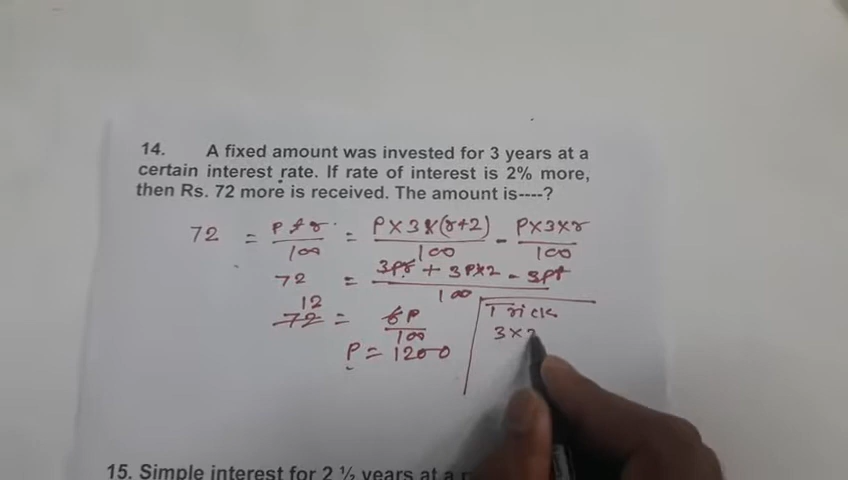 14. A fixed amount was invested for 3 years at a
certain interest rate. If rate of interest is 2% more,
then Rs. 72 more is received. The amount is----?
72 = P t r / 100 = P×3×(r+2) / 100 - P×3×r / 100
72 = 3Pr + 3P×2 - 3Pr / 100
12
72 = 6P / 100
P = 1200
Trick
3×2
15. Simple interest for 2 ½ years at a